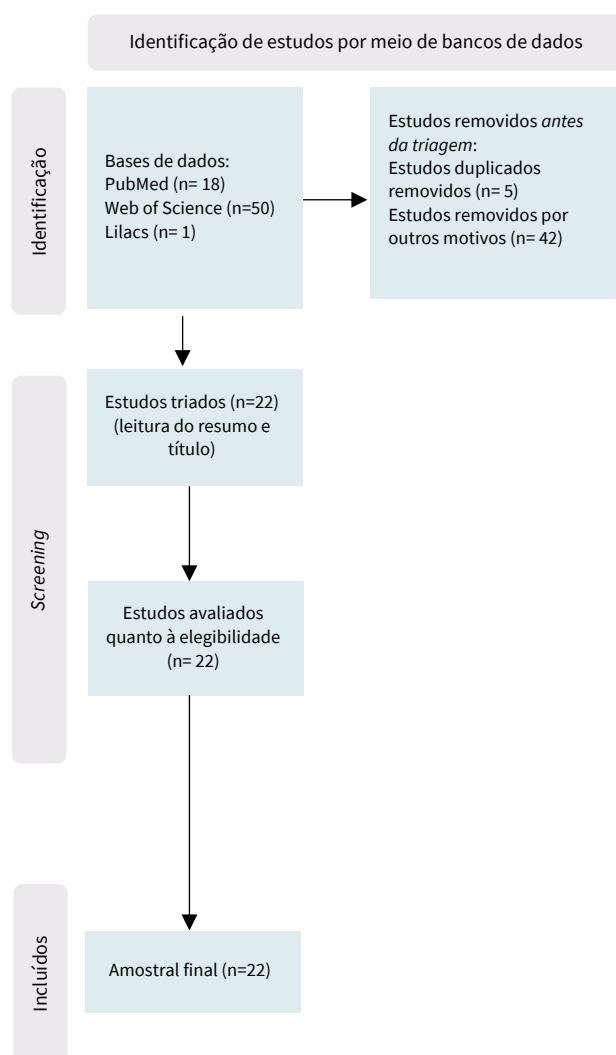 Identificação de estudos por meio de bancos de dados
Identificação
Bases de dados:
PubMed (n= 18)
Web of Science (n=50)
Lilacs (n= 1)
Estudos removidos antes
da triagem:
Estudos duplicados
removidos (n= 5)
Estudos removidos por
outros motivos (n= 42)
Screening
Estudos triados (n=22)
(leitura do resumo e
título)
Estudos avaliados
quanto à elegibilidade
(n= 22)
Incluídos
Amostral final (n=22)